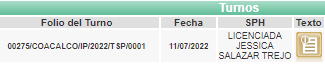 Turnos
Folio del Turno Fecha SPH Texto
00275/COACALCO/IP/2022/TSP/0001 11/07/2022 LICENCIADA
JESSICA
SALAZAR TREJO